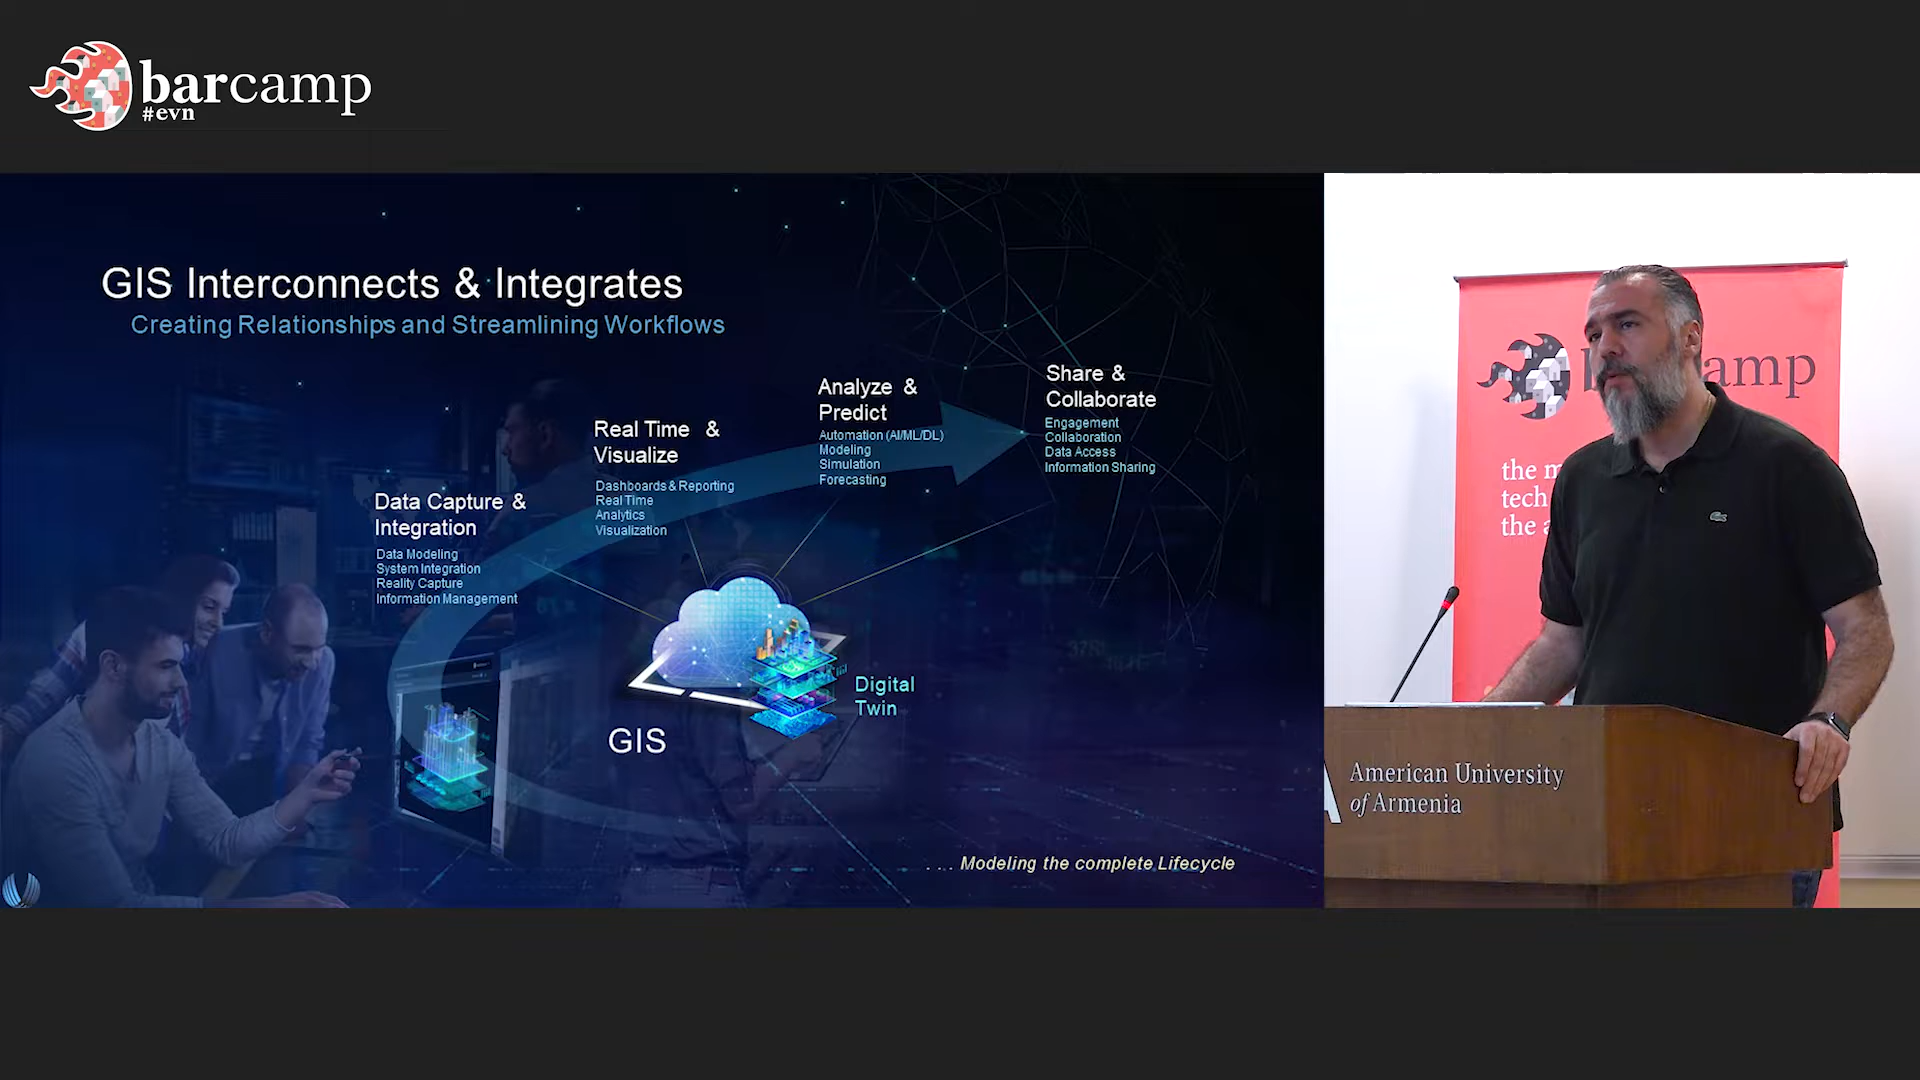 barcamp
#evn
GIS Interconnects & Integrates
Creating Relationships and Streamlining Workflows
Data Capture &
Integration
Data Modeling
System Integration
Reality Capture
Information Management
Real Time &
Visualize
Dashboards & Reporting
Real Time
Analytics
Visualization
Analyze &
Predict
Automation (AI/ML/DL)
Modeling
Simulation
Forecasting
Share &
Collaborate
Engagement
Collaboration
Data Access
Information Sharing
GIS
Digital
Twin
. . . Modeling the complete Lifecycle
amp
the
tech
the
American University
of Armenia